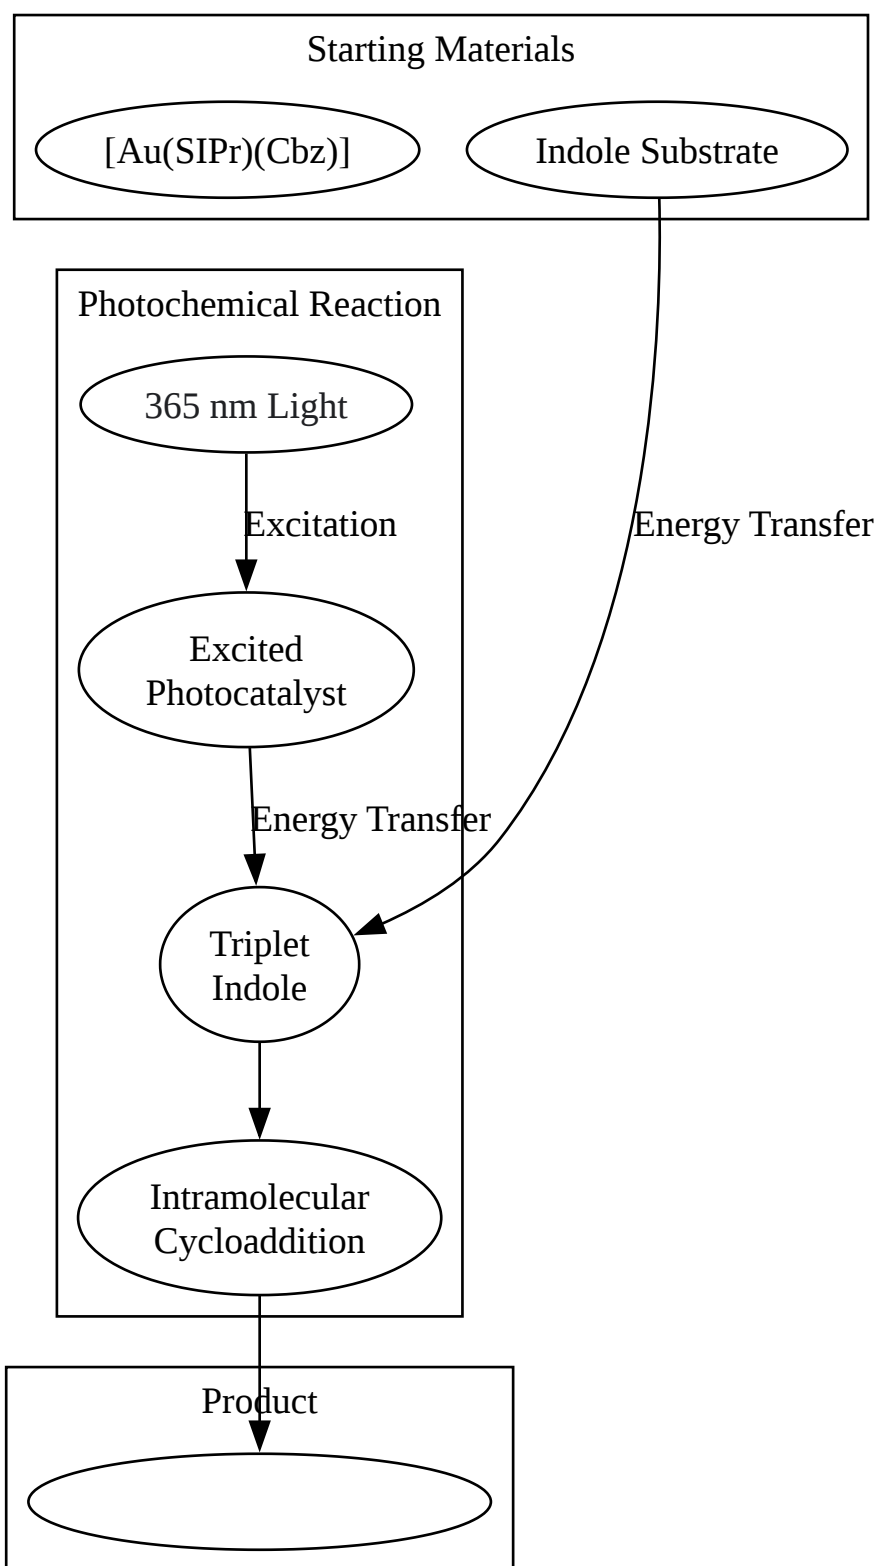 Starting Materials
[Au(SIPr)(Cbz)]
Indole Substrate
Photochemical Reaction
365 nm Light
Excitation
Energy Transfer
Excited
Photocatalyst
Energy Transfer
Triplet
Indole
Intramolecular
Cycloaddition
Product